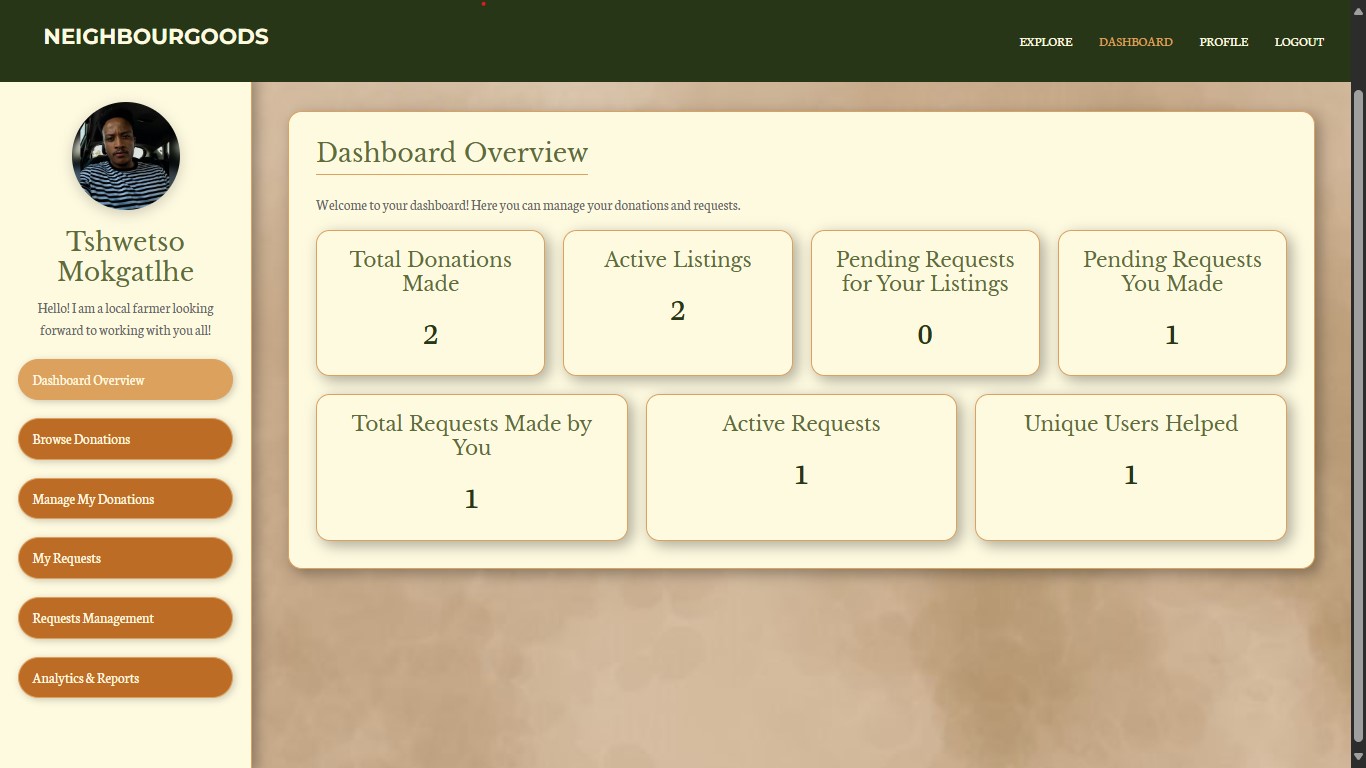 NEIGHBOURGOODS
EXPLORE DASHBOARD PROFILE LOGOUT
Tshwetso
Mokgatlhe
Hello! I am a local farmer looking
forward to working with you all!
Dashboard Overview
Browse Donations
Manage My Donations
My Requests
Requests Management
Analytics & Reports
Dashboard Overview
Welcome to your dashboard! Here you can manage your donations and requests.
Total Donations
Made
2
Active Listings
2
Pending Requests
for Your Listings
0
Pending Requests
You Made
1
Total Requests Made by
You
1
Active Requests
1
Unique Users Helped
1